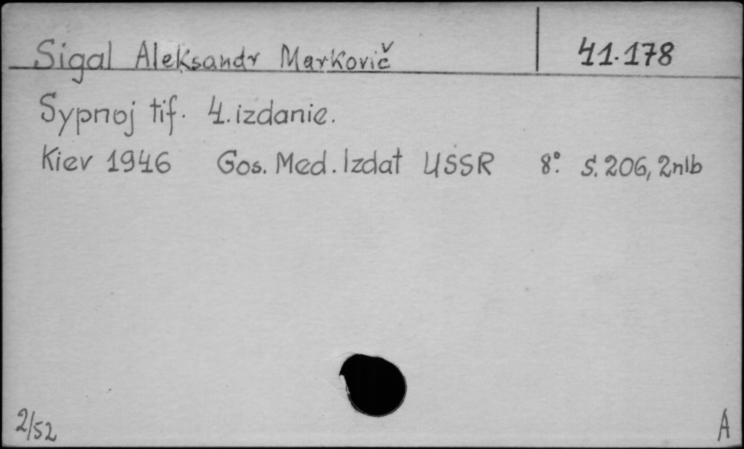 Sigal Aleksandr Markovič 41.178
Sypnoj tif. 4. izdanie.
Kiev 1946 Gos. Med. Izdat USSR 8° S. 206, 2nlb
2/52 A